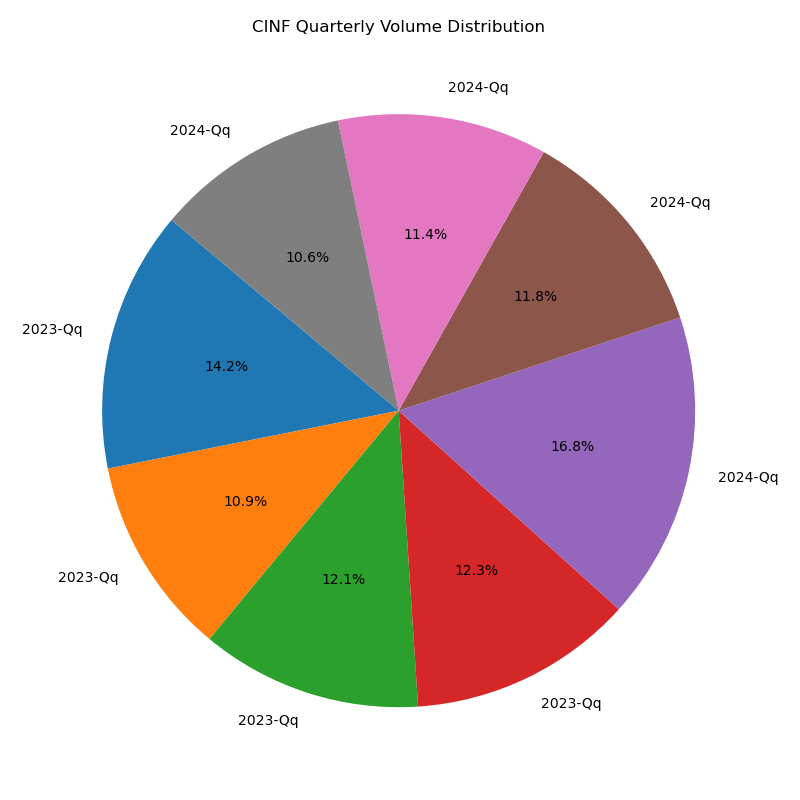 CINF Quarterly Volume Distribution
2024-Qq
2024-Qq
2024-Qq
11.4%
10.6%
11.8%
2023-Qq
14.2%
16.8%
2024-Qq
10.9%
12.3%
2023-Qq
12.1%
2023-Qq
2023-Qq